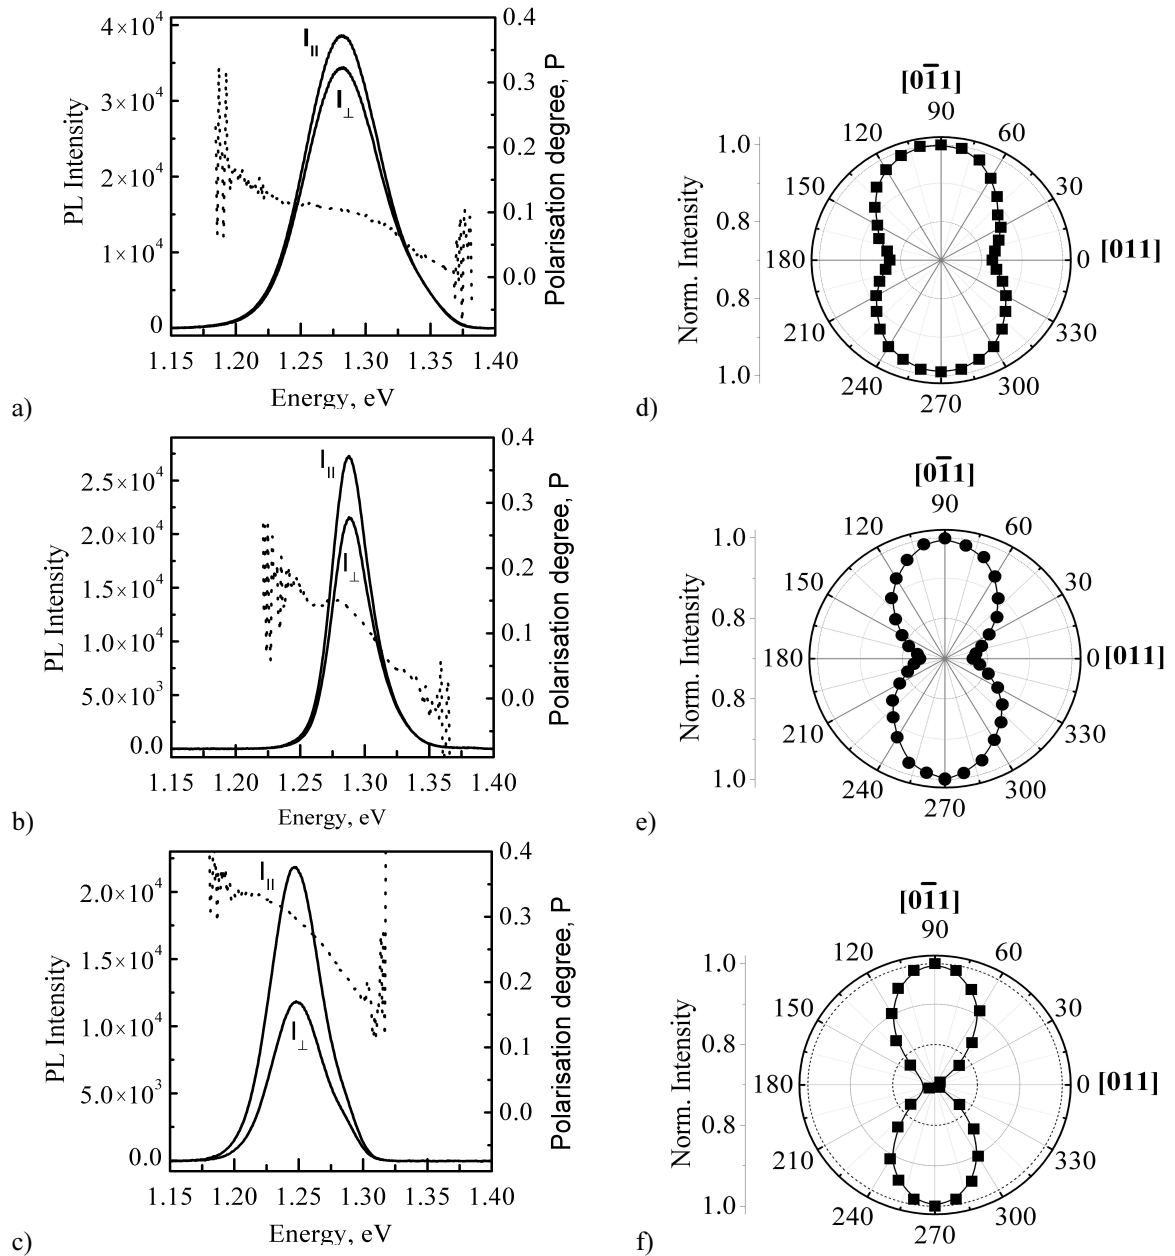 4×10⁴
3×10⁴
2×10⁴
1×10⁴
0
PL Intensity
I||
I⊥
0.4
0.3
0.2
0.1
0.0
Polarisation degree, P
1.15 1.20 1.25 1.30 1.35 1.40
Energy, eV
a)
[01̅1]
90
120 60
150 30
180 0 [011]
210 330
240 300
270
1.0
0.8
0.8
1.0
Norm. Intensity
d)
2.5×10⁴
2.0×10⁴
1.5×10⁴
1.0×10⁴
5.0×10³
0.0
PL Intensity
I||
I⊥
0.4
0.3
0.2
0.1
0.0
Polarisation degree, P
1.15 1.20 1.25 1.30 1.35 1.40
Energy, eV
b)
[01̅1]
90
120 60
150 30
180 0 [011]
210 330
240 300
270
1.0
0.8
0.8
1.0
Norm. Intensity
e)
2.0×10⁴
1.5×10⁴
1.0×10⁴
5.0×10³
0.0
PL Intensity
I||
I⊥
0.4
0.3
0.2
0.1
0.0
Polarisation degree, P
1.15 1.20 1.25 1.30 1.35 1.40
Energy, eV
c)
[01̅1]
90
120 60
150 30
180 0 [011]
210 330
240 300
270
1.0
0.8
0.8
1.0
Norm. Intensity
f)